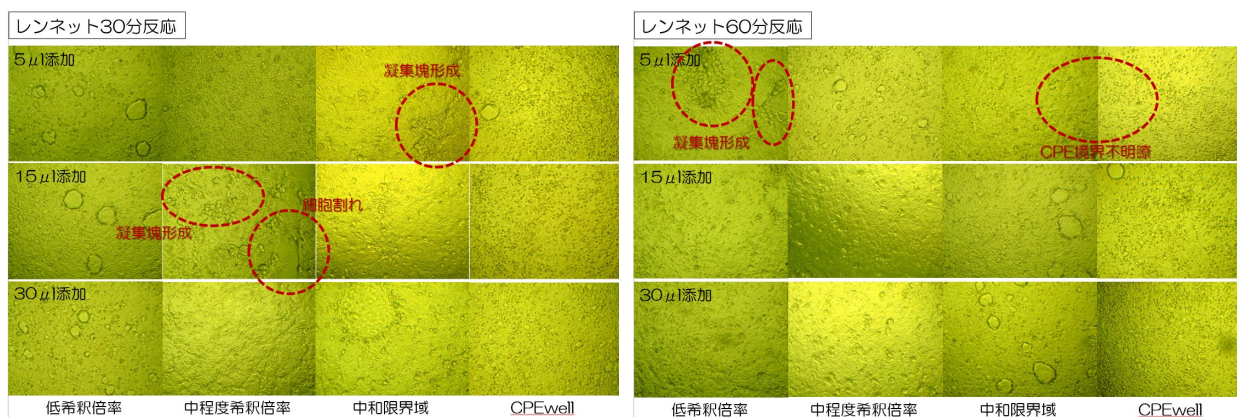 レンネット30分反応
5μl添加
凝集塊形成
15μl添加
凝集塊形成
細胞割れ
30μl添加
低希釈倍率
中程度希釈倍率
中和限界域
CPEwell
レンネット60分反応
5μl添加
凝集塊形成
CPE境界不明瞭
15μl添加
30μl添加
低希釈倍率
中程度希釈倍率
中和限界域
CPEwell